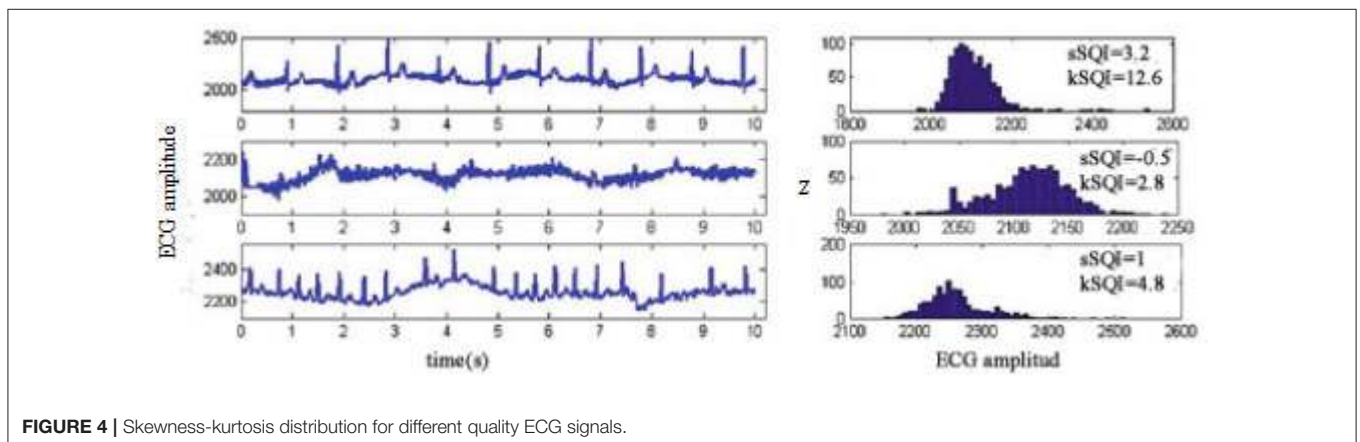 ECG amplitude
2600
2000
0 1 2 3 4 5 6 7 8 9 10
2200
2000
0 1 2 3 4 5 6 7 8 9 10
2400
2200
0 1 2 3 4 5 6 7 8 9 10
time(s)
N
100
50
0
1800 2000 2200 2400 2600
sSQI=3.2
kSQI=12.6
100
50
0
1950 2000 2050 2100 2150 2200 2250
sSQI=-0.5
kSQI=2.8
200
100
0
2100 2200 2300 2400 2500 2600
sSQI=1
kSQI=4.8
ECG amplitud
FIGURE 4 | Skewness-kurtosis distribution for different quality ECG signals.